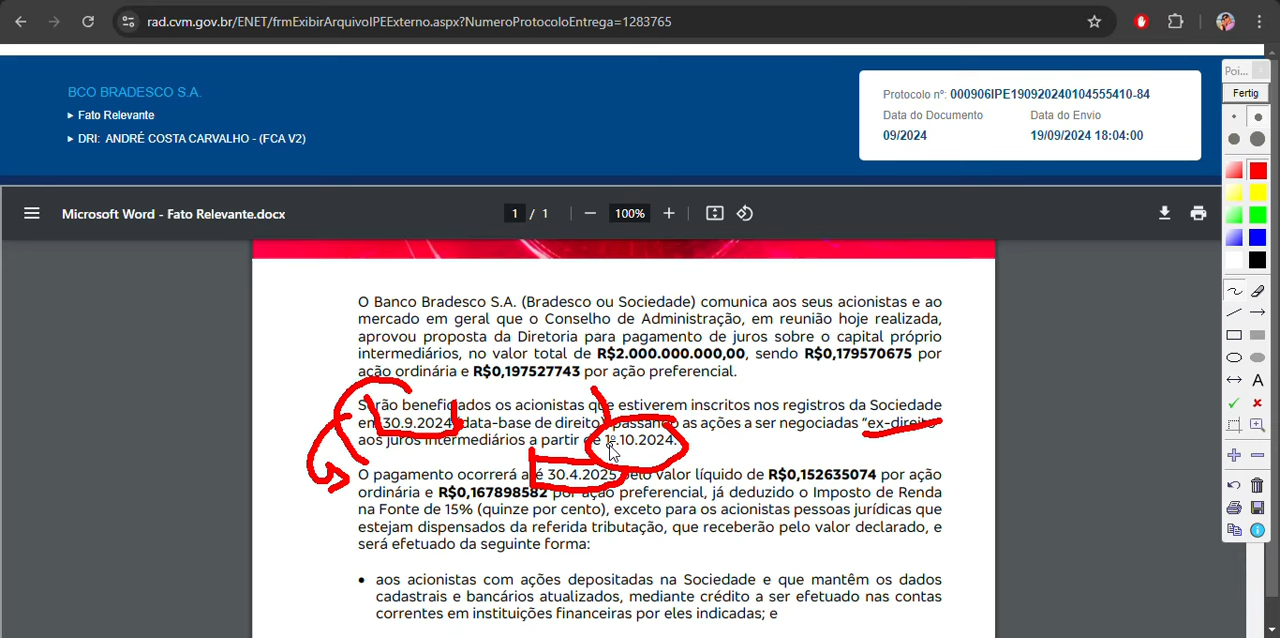 rad.cvm.gov.br/ENET/frmExibirArquivoIPEExterno.aspx?NumeroProtocoloEntrega=1283765
BCO BRADESCO S.A.
Fato Relevante
DRI: ANDRÉ COSTA CARVALHO - (FCA V2)
Protocolo nº: 000906IPE190920240104555410-84
Data do Documento Data do Envio
09/2024 19/09/2024 18:04:00
Poi...
Fertig
Microsoft Word - Fato Relevante.docx 1 / 1 100%
O Banco Bradesco S.A. (Bradesco ou Sociedade) comunica aos seus acionistas e ao
mercado em geral que o Conselho de Administração, em reunião hoje realizada,
aprovou proposta da Diretoria para pagamento de juros sobre o capital próprio
intermediários, no valor total de R$2.000.000.000,00, sendo R$0,179570675 por
ação ordinária e R$0,197527743 por ação preferencial.
Serão beneficiados os acionistas que estiverem inscritos nos registros da Sociedade
em 30.9.2024 (data-base de direito) passando as ações a ser negociadas “ex-direito”
aos juros intermediários a partir de 1º.10.2024.
O pagamento ocorrerá até 30.4.2025 pelo valor líquido de R$0,152635074 por ação
ordinária e R$0,167898582 por ação preferencial, já deduzido o Imposto de Renda
na Fonte de 15% (quinze por cento), exceto para os acionistas pessoas jurídicas que
estejam dispensados da referida tributação, que receberão pelo valor declarado, e
será efetuado da seguinte forma:
• aos acionistas com ações depositadas na Sociedade e que mantêm os dados
cadastrais e bancários atualizados, mediante crédito a ser efetuado nas contas
correntes em instituições financeiras por eles indicadas; e
A